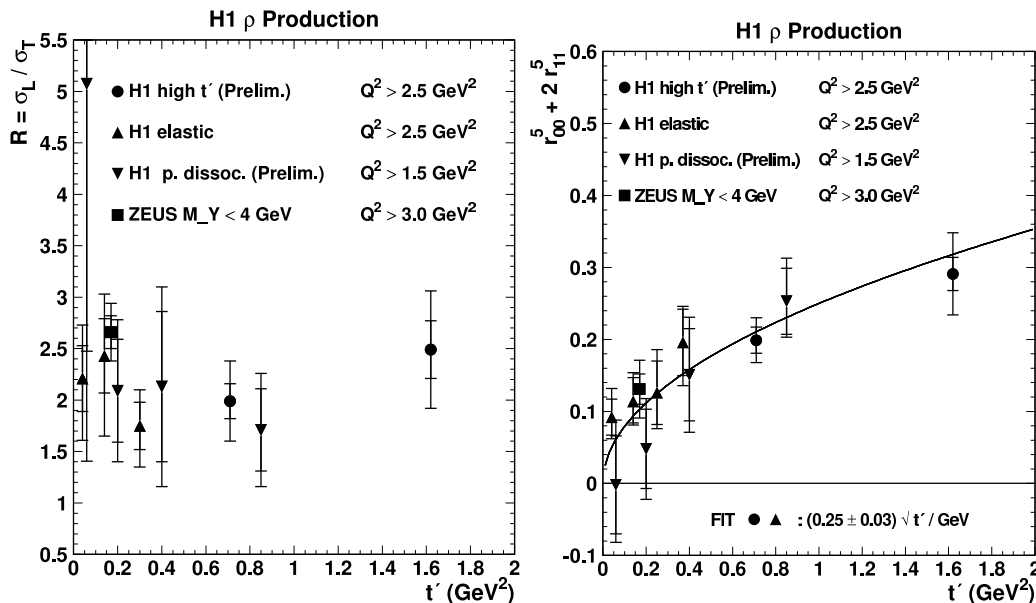 H1 ρ Production
R = σL / σT
5.5
5
4.5
4
3.5
3
2.5
2
1.5
1
0.5
H1 high t´ (Prelim.) Q² > 2.5 GeV²
H1 elastic Q² > 2.5 GeV²
H1 p. dissoc. (Prelim.) Q² > 1.5 GeV²
ZEUS M_Y < 4 GeV Q² > 3.0 GeV²
0 0.2 0.4 0.6 0.8 1 1.2 1.4 1.6 1.8 2
t´ (GeV²)
H1 ρ Production
r⁵₀₀ + 2 r⁵₁₁
0.6
0.5
0.4
0.3
0.2
0.1
0
-0.1
H1 high t´ (Prelim.) Q² > 2.5 GeV²
H1 elastic Q² > 2.5 GeV²
H1 p. dissoc. (Prelim.) Q² > 1.5 GeV²
ZEUS M_Y < 4 GeV Q² > 3.0 GeV²
FIT ● ▲ : (0.25 ± 0.03) √ t´ / GeV
0 0.2 0.4 0.6 0.8 1 1.2 1.4 1.6 1.8 2
t´ (GeV²)